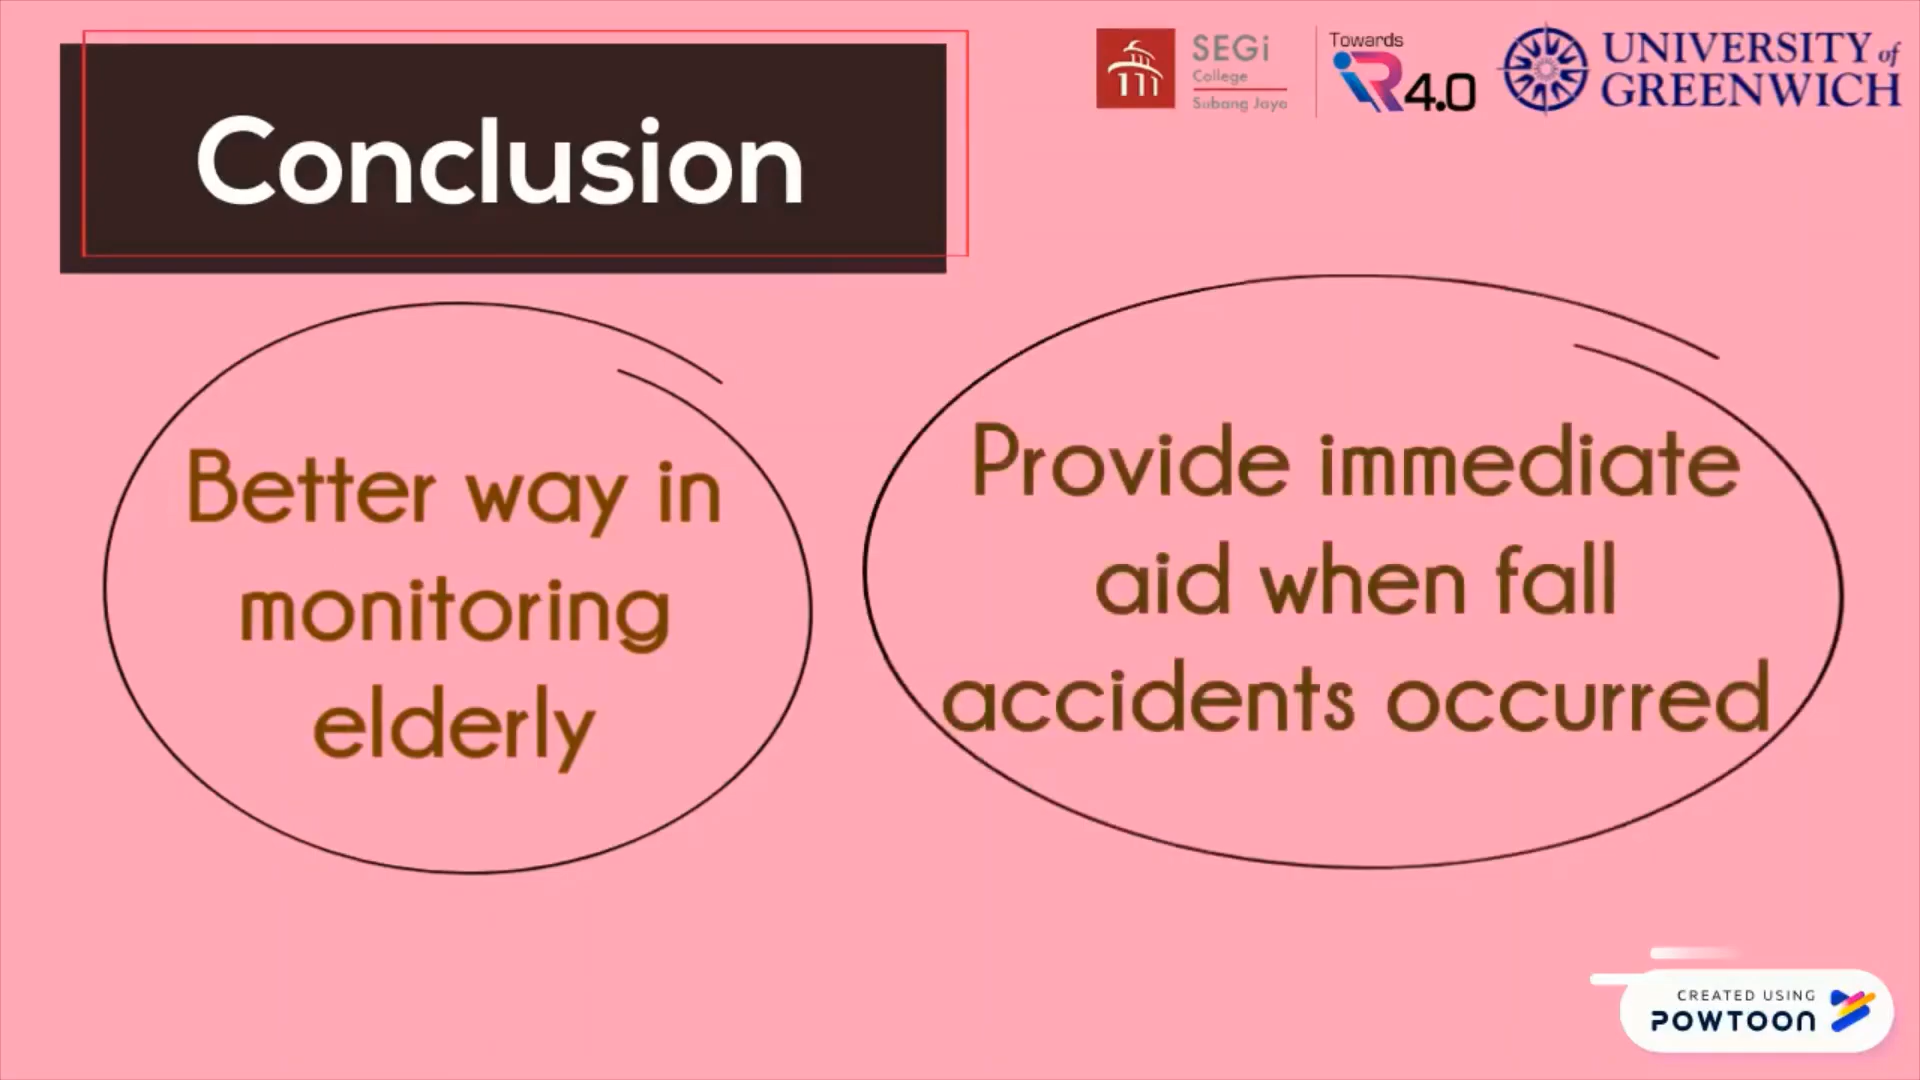 Conclusion
SEGi
College
Subang Jaya
Towards
iR4.0
UNIVERSITY of
GREENWICH
Better way in
monitoring
elderly
Provide immediate
aid when fall
accidents occurred
CREATED USING
POWTOON